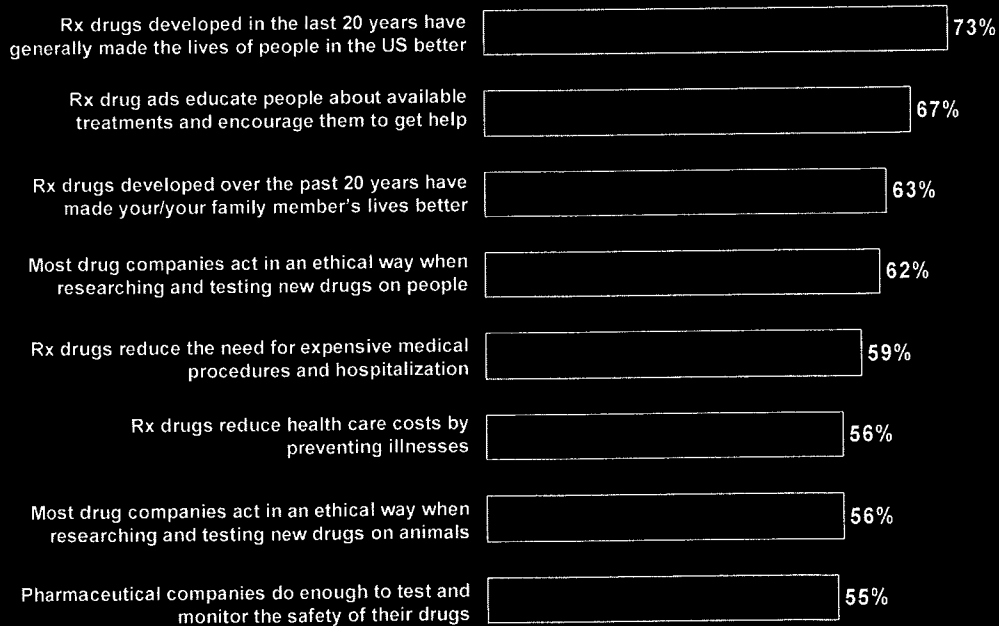 Rx drugs developed in the last 20 years have
generally made the lives of people in the US better
73%
Rx drug ads educate people about available
treatments and encourage them to get help
67%
Rx drugs developed over the past 20 years have
made your/your family member's lives better
63%
Most drug companies act in an ethical way when
researching and testing new drugs on people
62%
Rx drugs reduce the need for expensive medical
procedures and hospitalization
59%
Rx drugs reduce health care costs by
preventing illnesses
56%
Most drug companies act in an ethical way when
researching and testing new drugs on animals
56%
Pharmaceutical companies do enough to test and
monitor the safety of their drugs
55%